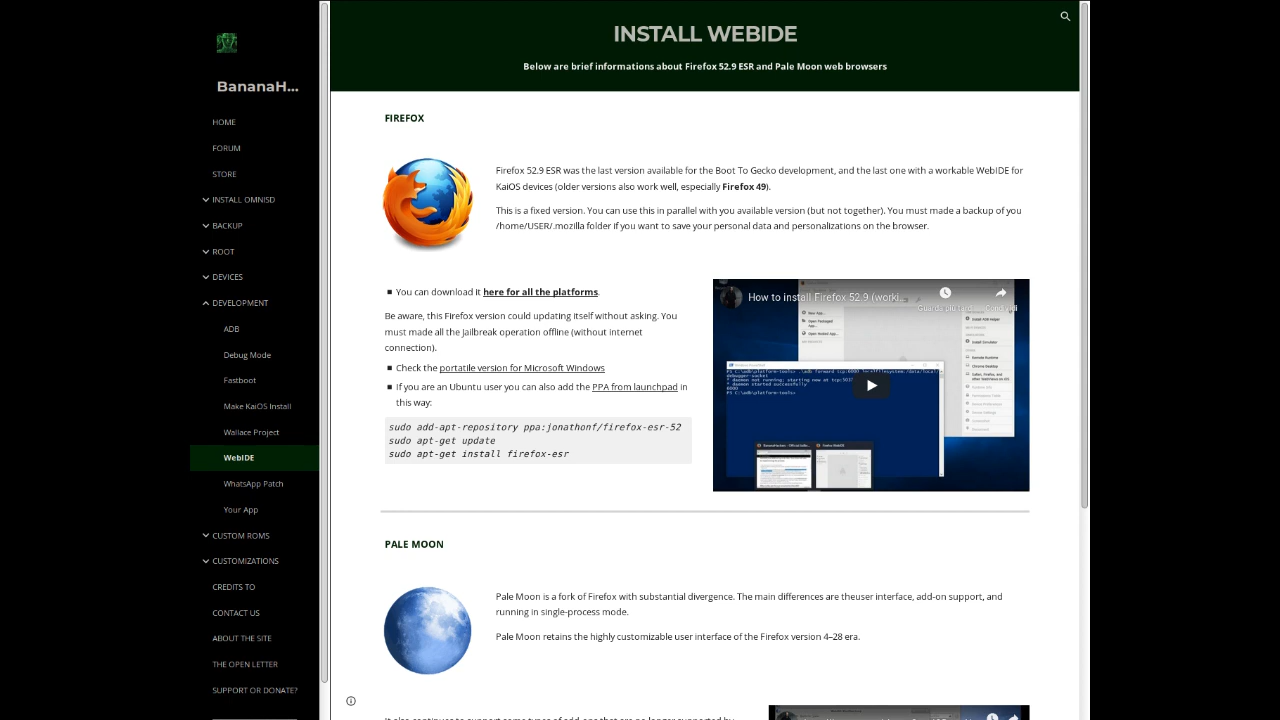 BananaH...
HOME
FORUM
STORE
INSTALL OMNISD
BACKUP
ROOT
DEVICES
DEVELOPMENT
ADB
Debug Mode
Fastboot
Make KaiOS Install
Wallace Project
WebIDE
WhatsApp Patch
Your App
CUSTOM ROMS
CUSTOMIZATIONS
CREDITS TO
CONTACT US
ABOUT THE SITE
THE OPEN LETTER
SUPPORT OR DONATE?
INSTALL WEBIDE
Below are brief informations about Firefox 52.9 ESR and Pale Moon web browsers
FIREFOX
Firefox 52.9 ESR was the last version available for the Boot To Gecko development, and the last one with a workable WebIDE for
KaiOS devices (older versions also work well, especially Firefox 49).
This is a fixed version. You can use this in parallel with you available version (but not together). You must made a backup of you
/home/USER/.mozilla folder if you want to save your personal data and personalizations on the browser.
▪ You can download it here for all the platforms.
Be aware, this Firefox version could updating itself without asking. You
must made all the jailbreak operation offline (without internet
connection).
▪ Check the portatile version for Microsoft Windows
▪ If you are an Ubuntu user you can also add the PPA from launchpad in
this way:
sudo add-apt-repository ppa:jonathonf/firefox-esr-52
sudo apt-get update
sudo apt-get install firefox-esr
How to install Firefox 52.9 (worki...
Guarda più tard...
Condividi
PALE MOON
Pale Moon is a fork of Firefox with substantial divergence. The main differences are theuser interface, add-on support, and
running in single-process mode.
Pale Moon retains the highly customizable user interface of the Firefox version 4–28 era.